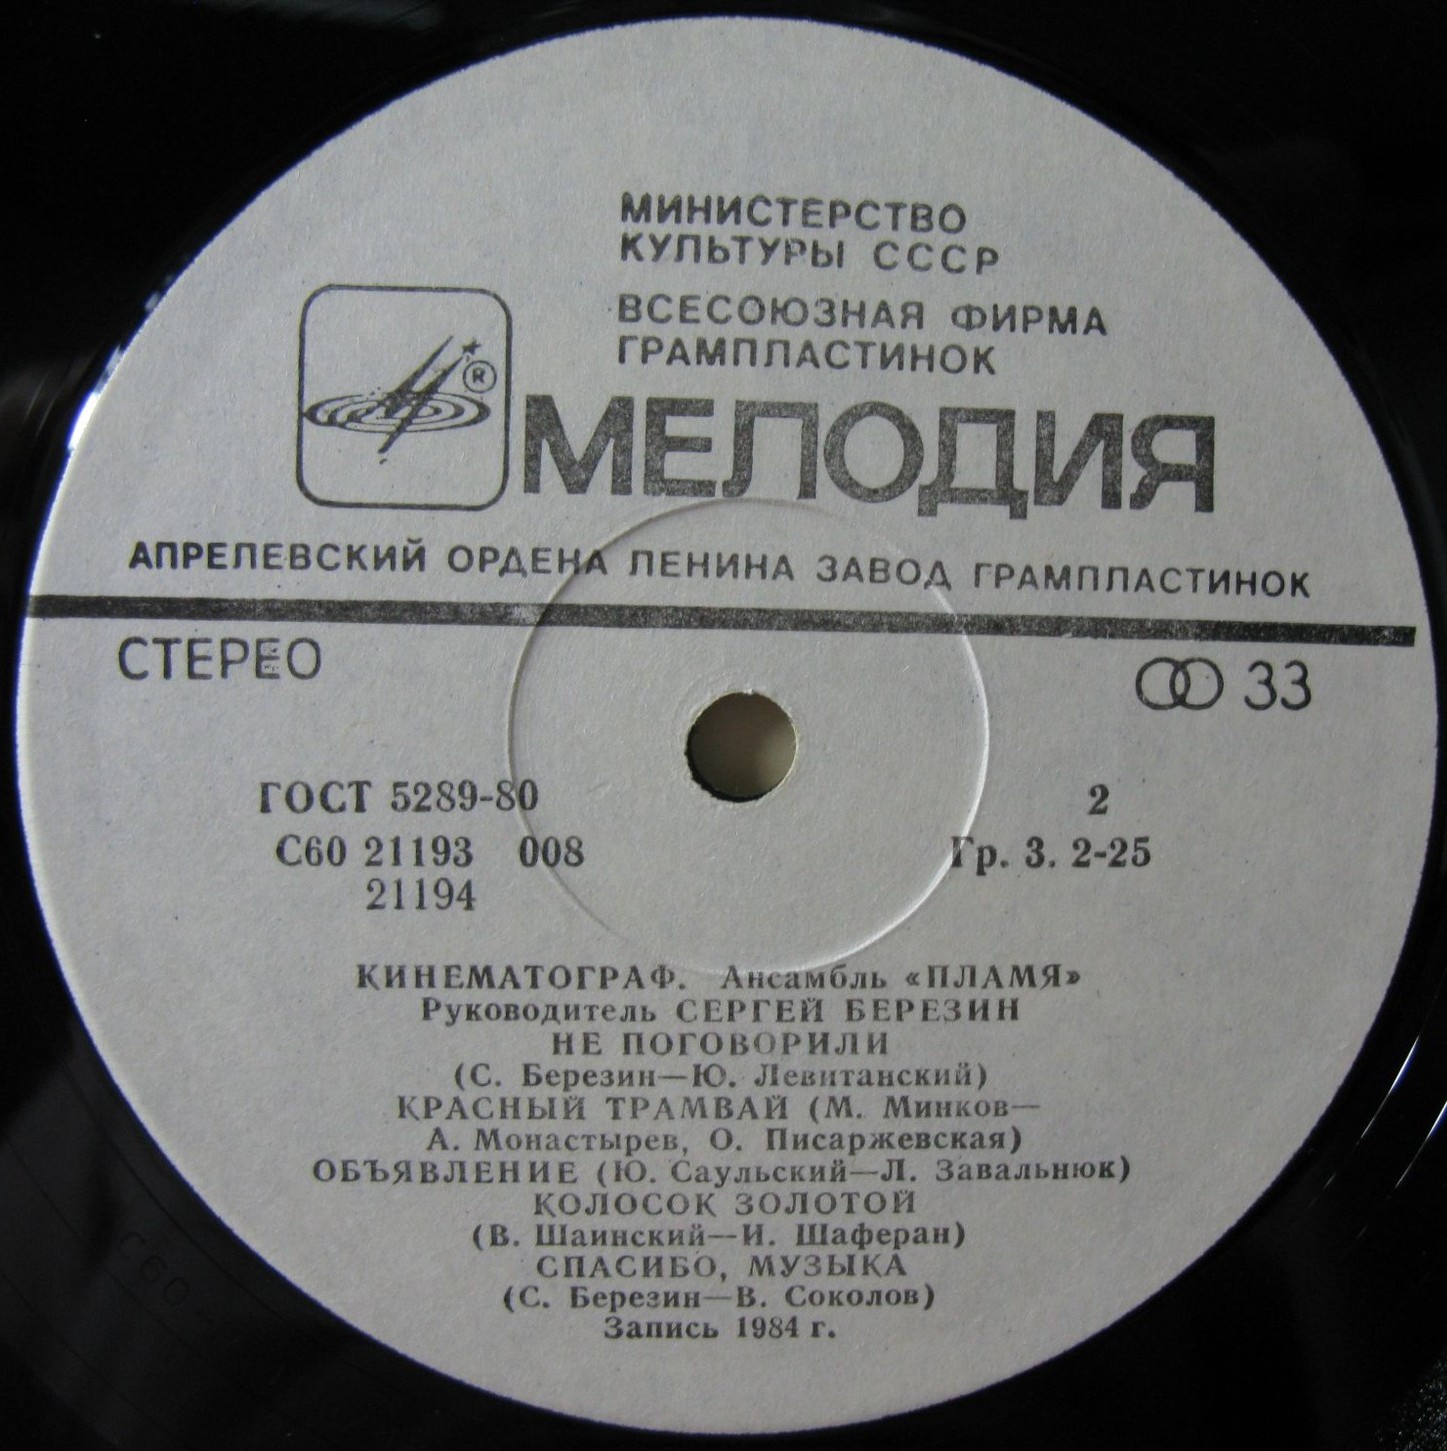 МИНИСТЕРСТВО
КУЛЬТУРЫ СССР
ВСЕСОЮЗНАЯ ФИРМА
ГРАМПЛАСТИНОК
®
МЕЛОДИЯ
АПРЕЛЕВСКИЙ ОРДЕНА ЛЕНИНА ЗАВОД ГРАМПЛАСТИНОК
СТЕРЕО
33
ГОСТ 5289-80
2
С60 21193 008
Гр. 3. 2-25
21194
КИНЕМАТОГРАФ. Ансамбль «ПЛАМЯ»
Руководитель СЕРГЕЙ БЕРЕЗИН
НЕ ПОГОВОРИЛИ
(С. Березин—Ю. Левитанский)
КРАСНЫЙ ТРАМВАЙ (М. Минков—
А. Монастырев, О. Писаржевская)
ОБЪЯВЛЕНИЕ (Ю. Саульский—Л. Завальнюк)
КОЛОСОК ЗОЛОТОЙ
(В. Шаинский—И. Шаферан)
СПАСИБО, МУЗЫКА
(С. Березин—В. Соколов)
Запись 1984 г.